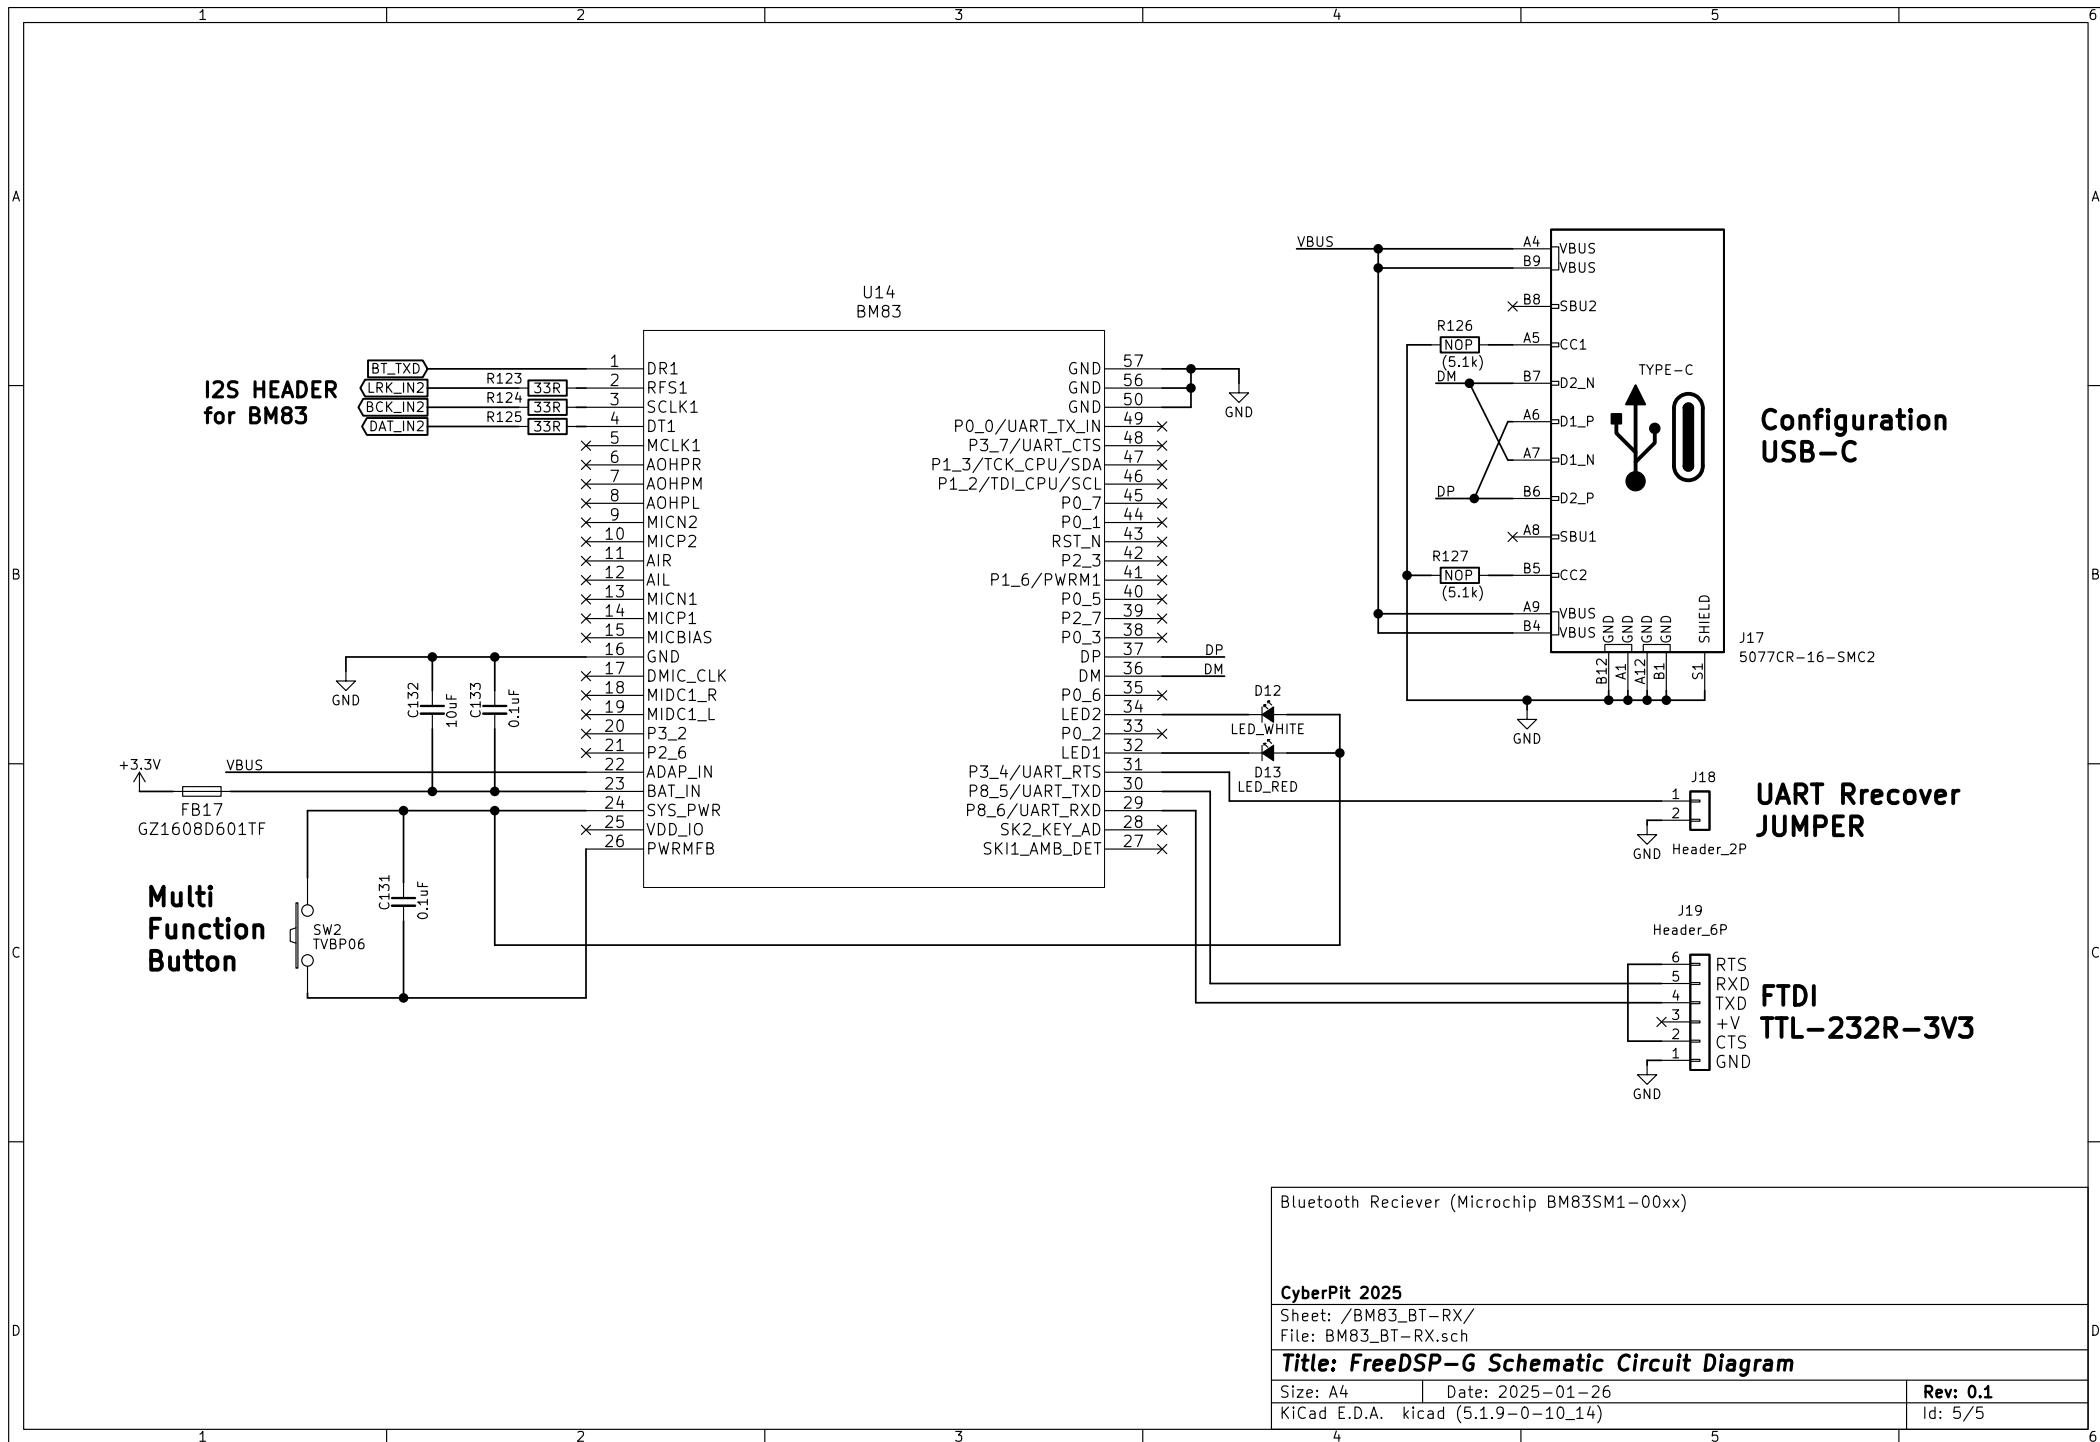 1 2 3 4 5 6
A A
B B
C C
D D
1 2 3 4 5 6
I2S HEADER
for BM83
BT_TXD
LRK_IN2
BCK_IN2
DAT_IN2
R123 33R
R124 33R
R125 33R
U14
BM83
1 DR1
2 RFS1
3 SCLK1
4 DT1
5 MCLK1
6 AOHPR
7 AOHPM
8 AOHPL
9 MICN2
10 MICP2
11 AIR
12 AIL
13 MICN1
14 MICP1
15 MICBIAS
16 GND
17 DMIC_CLK
18 MIDC1_R
19 MIDC1_L
20 P3_2
21 P2_6
22 ADAP_IN
23 BAT_IN
24 SYS_PWR
25 VDD_IO
26 PWRMFB
GND 57
GND 56
GND 50
P0_0/UART_TX_IN 49
P3_7/UART_CTS 48
P1_3/TCK_CPU/SDA 47
P1_2/TDI_CPU/SCL 46
P0_7 45
P0_1 44
RST_N 43
P2_3 42
P1_6/PWRM1 41
P0_5 40
P2_7 39
P0_3 38
DP 37 DP
DM 36 DM
P0_6 35
LED2 34
P0_2 33
LED1 32
P3_4/UART_RTS 31
P8_5/UART_TXD 30
P8_6/UART_RXD 29
SK2_KEY_AD 28
SKI1_AMB_DET 27
GND
GND
C132
10uF
C133
0.1uF
+3.3V
VBUS
FB17
GZ1608D601TF
C131
0.1uF
Multi
Function
Button
SW2
TVBP06
D12
LED_WHITE
D13
LED_RED
VBUS
A4 VBUS
B9 VBUS
B8 SBU2
R126
NOP
(5.1k)
A5 CC1
DM
B7 D2_N
A6 D1_P
A7 D1_N
DP
B6 D2_P
A8 SBU1
R127
NOP
(5.1k)
B5 CC2
A9 VBUS
B4 VBUS
TYPE-C
GND GND GND GND SHIELD
B12 A1 A12 B1 S1
J17
5077CR-16-SMC2
GND
Configuration
USB-C
J18
1
2
GND
Header_2P
UART Rrecover
JUMPER
J19
Header_6P
6 RTS
5 RXD
4 TXD
3 +V
2 CTS
1 GND
GND
FTDI
TTL-232R-3V3
Bluetooth Reciever (Microchip BM83SM1-00xx)
CyberPit 2025
Sheet: /BM83_BT-RX/
File: BM83_BT-RX.sch
Title: FreeDSP-G Schematic Circuit Diagram
Size: A4 Date: 2025-01-26 Rev: 0.1
KiCad E.D.A. kicad (5.1.9-0-10_14) Id: 5/5